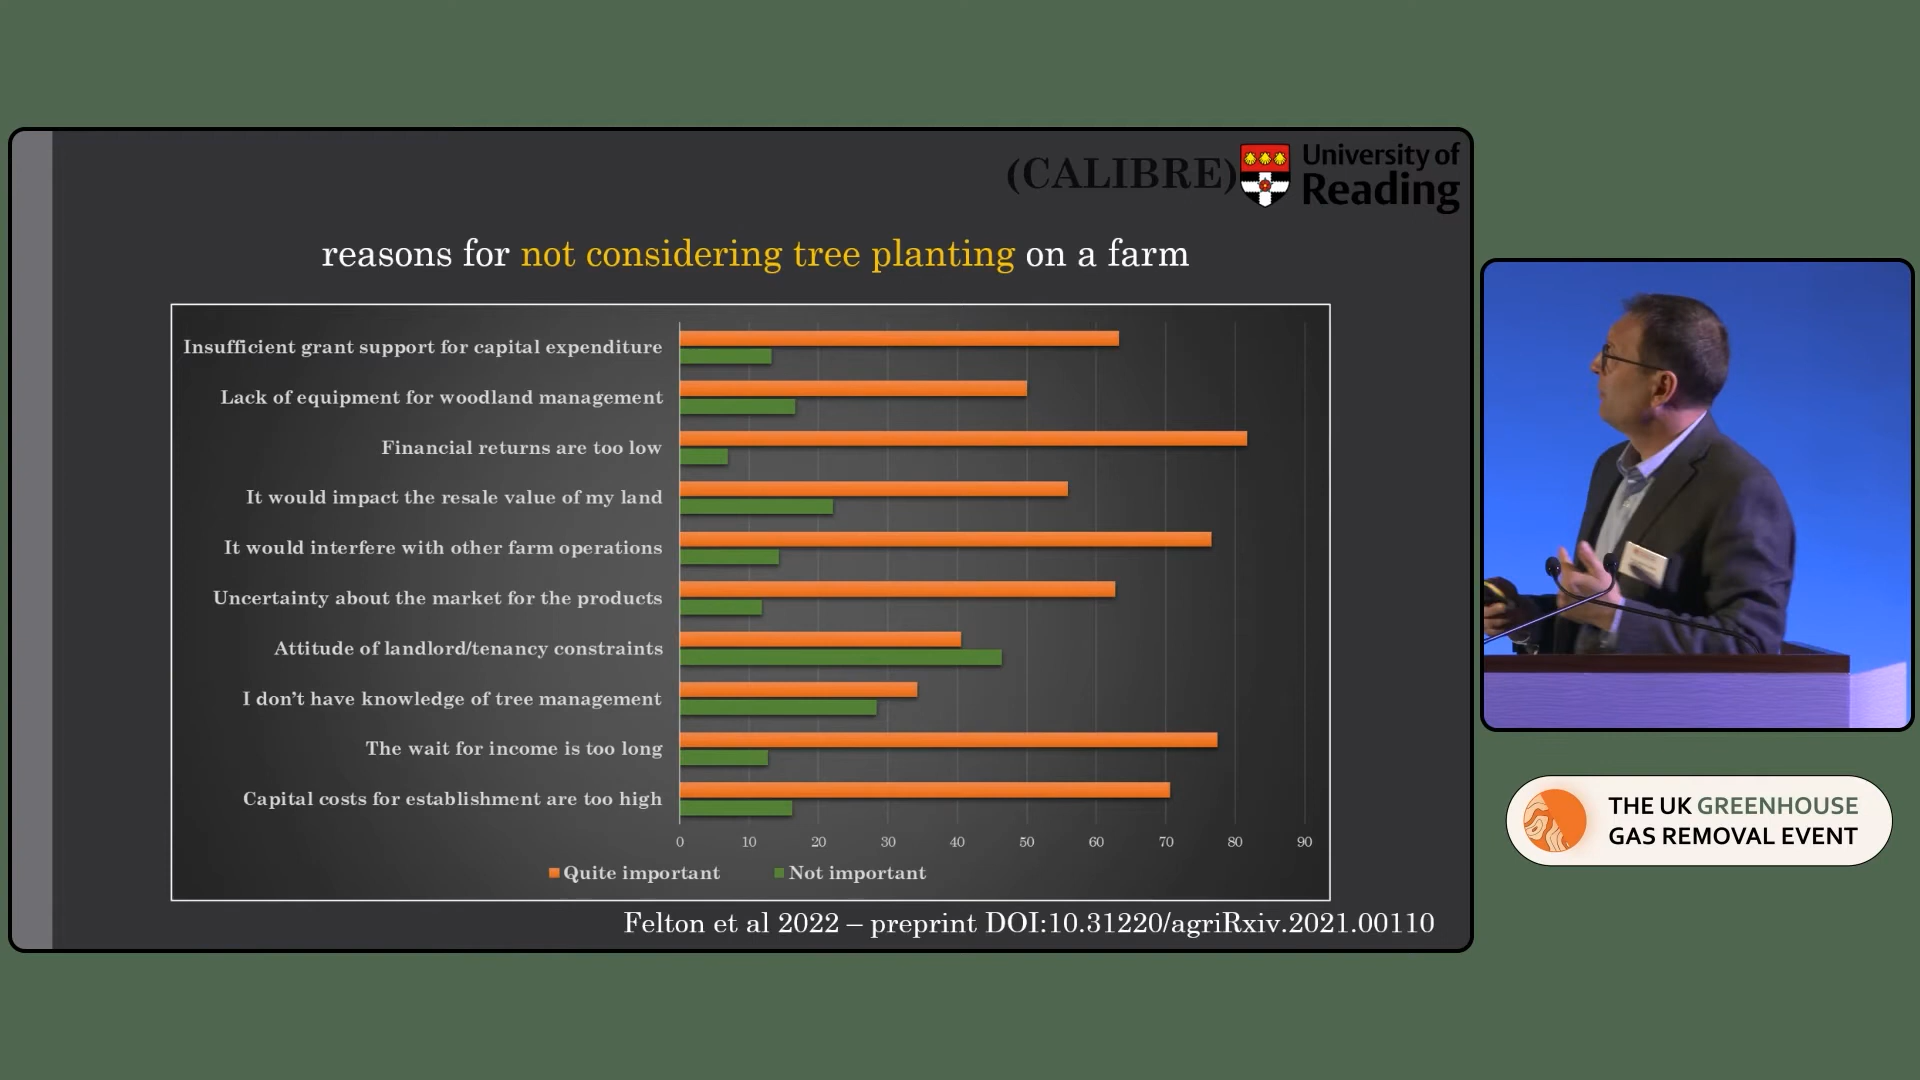 (CALIBRE)
University of
Reading
reasons for not considering tree planting on a farm
Insufficient grant support for capital expenditure
Lack of equipment for woodland management
Financial returns are too low
It would impact the resale value of my land
It would interfere with other farm operations
Uncertainty about the market for the products
Attitude of landlord/tenancy constraints
I don’t have knowledge of tree management
The wait for income is too long
Capital costs for establishment are too high
0 10 20 30 40 50 60 70 80 90
Quite important Not important
Felton et al 2022 – preprint DOI:10.31220/agriRxiv.2021.00110
THE UK GREENHOUSE
GAS REMOVAL EVENT